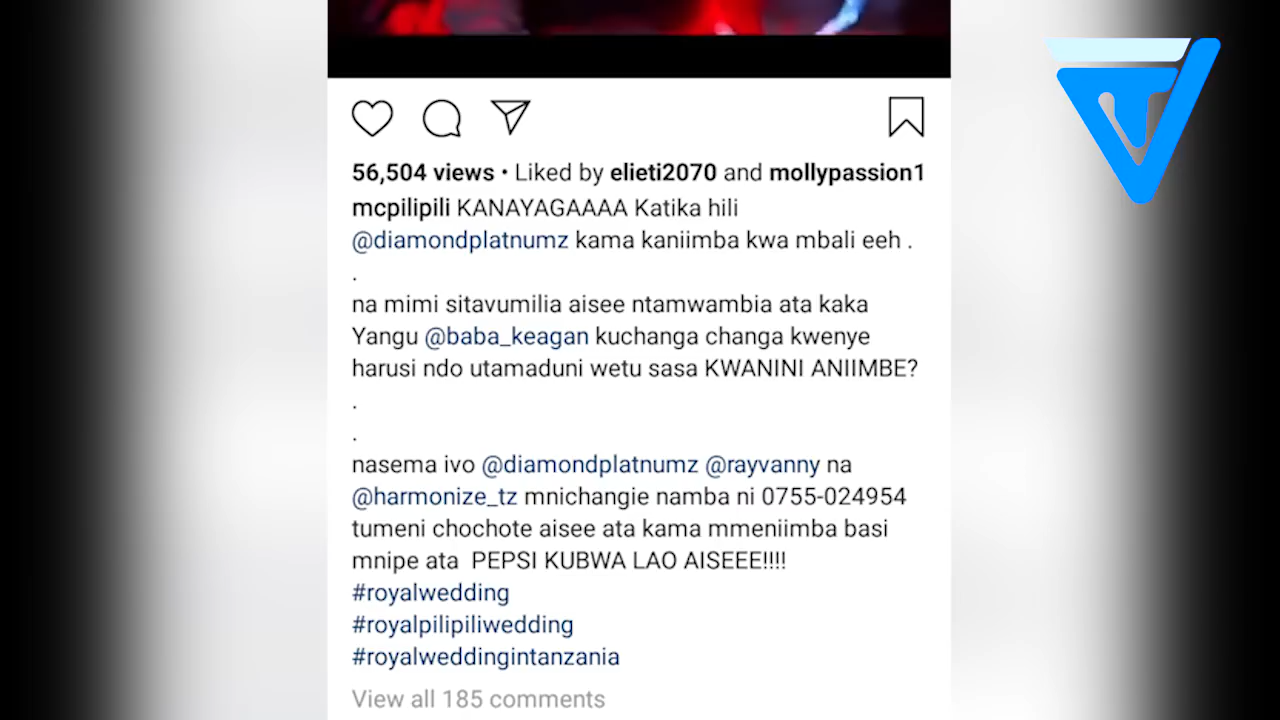 56,504 views • Liked by elieti2070 and mollypassion1
mcpilipili KANAYAGAAAA Katika hili
@diamondplatnumz kama kaniimba kwa mbali eeh .
.
na mimi sitavumilia aisee ntamwambia ata kaka
Yangu @baba_keagan kuchanga changa kwenye
harusi ndo utamaduni wetu sasa KWANINI ANIIMBE?
.
.
nasema ivo @diamondplatnumz @rayvanny na
@harmonize_tz mnichangie namba ni 0755-024954
tumeni chochote aisee ata kama mmeniimba basi
mnipe ata  PEPSI KUBWA LAO AISEEE!!!!
#royalwedding
#royalpilipiliwedding
#royalweddingintanzania
View all 185 comments